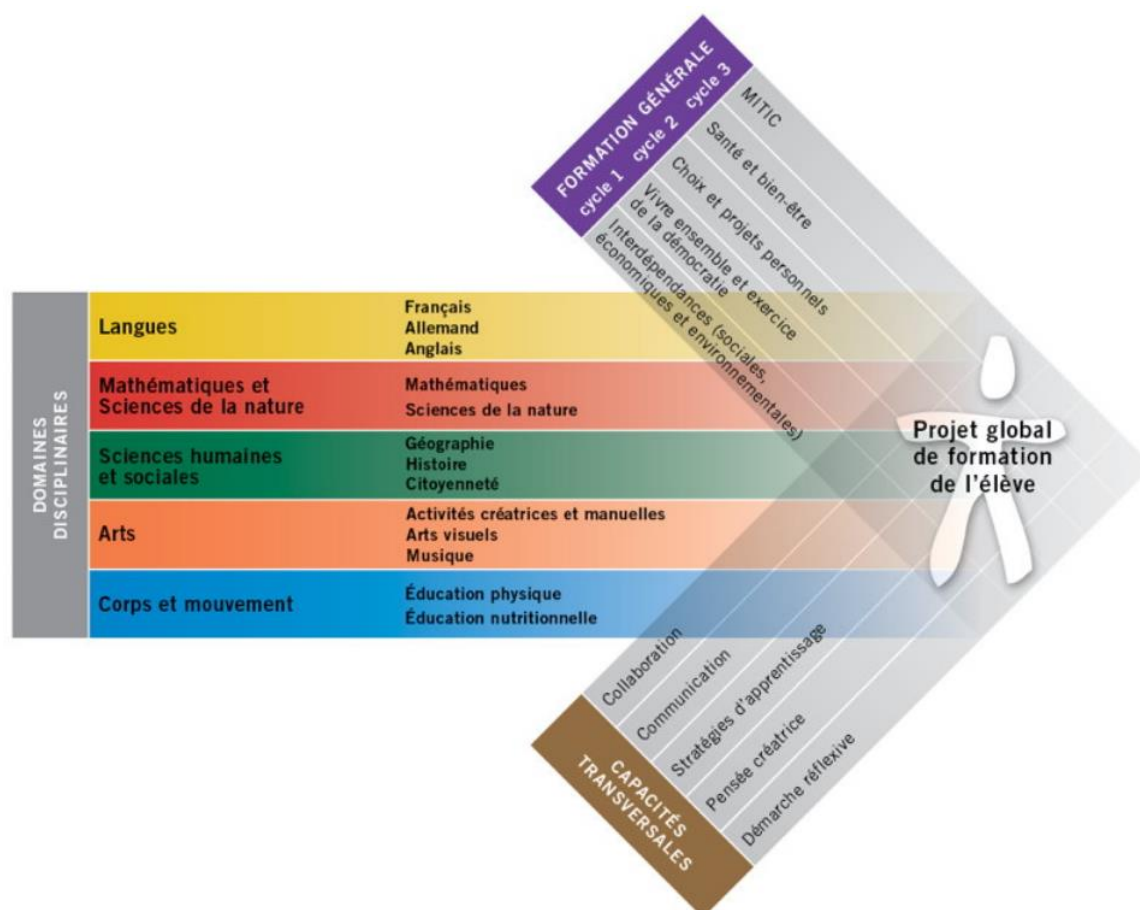 FORMATION GÉNÉRALE
cycle 1 cycle 2 cycle 3
MITIC
Santé et bien-être
Choix et projets personnels
Vivre ensemble et exercice
de la démocratie
Interdépendances (sociales,
économiques et environnementales)
DOMAINES
DISCIPLINAIRES
Langues
Français
Allemand
Anglais
Mathématiques et
Sciences de la nature
Mathématiques
Sciences de la nature
Sciences humaines
et sociales
Géographie
Histoire
Citoyenneté
Arts
Activités créatrices et manuelles
Arts visuels
Musique
Corps et mouvement
Éducation physique
Éducation nutritionnelle
Projet global
de formation
de l'élève
Collaboration
Communication
Stratégies d'apprentissage
Pensée créatrice
Démarche réflexive
CAPACITÉS
TRANSVERSALES